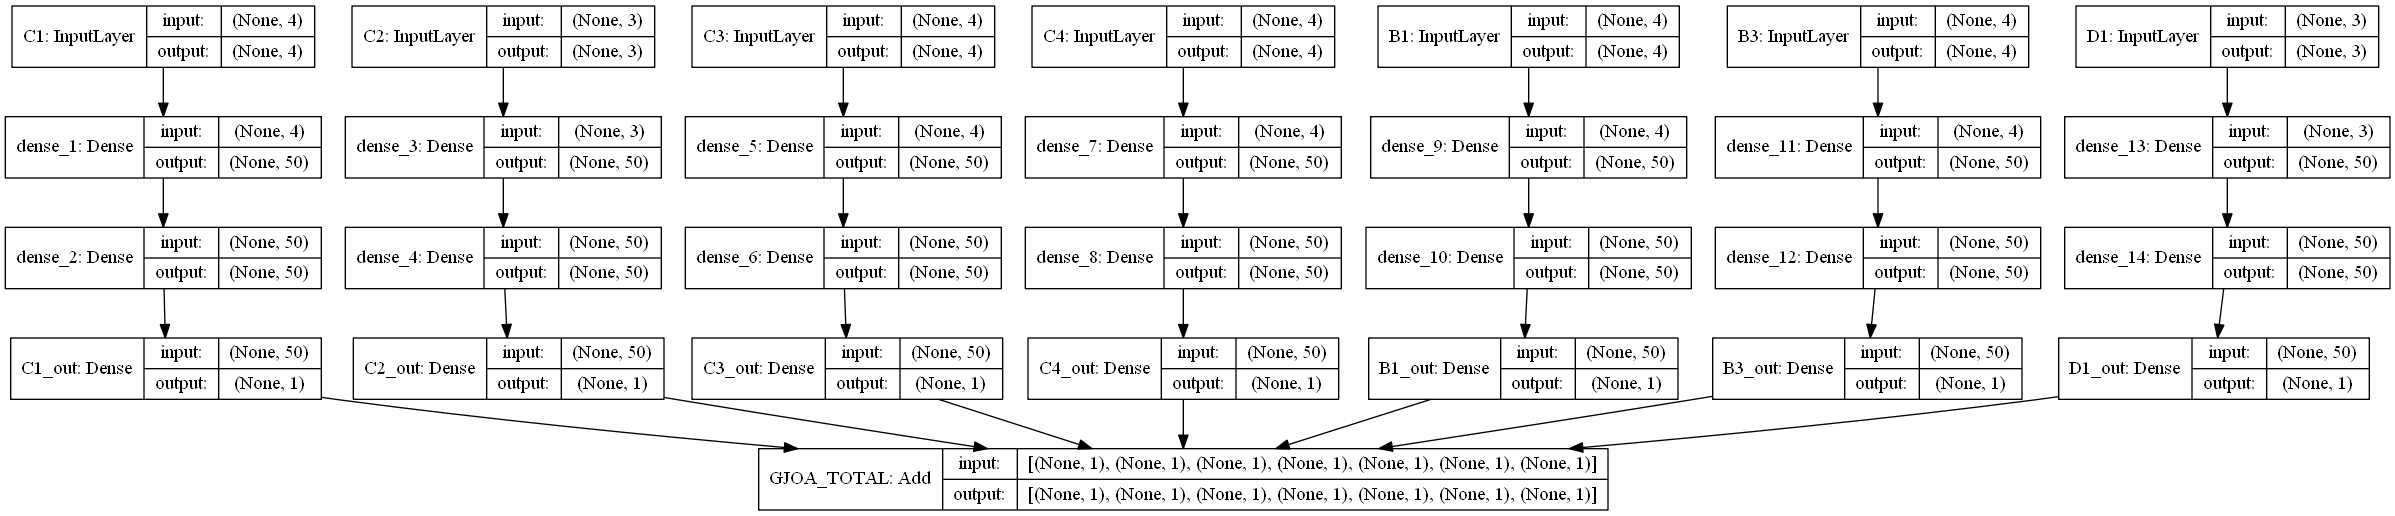 C1: InputLayer input: (None, 4) output: (None, 4)
C2: InputLayer input: (None, 3) output: (None, 3)
C3: InputLayer input: (None, 4) output: (None, 4)
C4: InputLayer input: (None, 4) output: (None, 4)
B1: InputLayer input: (None, 4) output: (None, 4)
B3: InputLayer input: (None, 4) output: (None, 4)
D1: InputLayer input: (None, 3) output: (None, 3)
dense_1: Dense input: (None, 4) output: (None, 50)
dense_3: Dense input: (None, 3) output: (None, 50)
dense_5: Dense input: (None, 4) output: (None, 50)
dense_7: Dense input: (None, 4) output: (None, 50)
dense_9: Dense input: (None, 4) output: (None, 50)
dense_11: Dense input: (None, 4) output: (None, 50)
dense_13: Dense input: (None, 3) output: (None, 50)
dense_2: Dense input: (None, 50) output: (None, 50)
dense_4: Dense input: (None, 50) output: (None, 50)
dense_6: Dense input: (None, 50) output: (None, 50)
dense_8: Dense input: (None, 50) output: (None, 50)
dense_10: Dense input: (None, 50) output: (None, 50)
dense_12: Dense input: (None, 50) output: (None, 50)
dense_14: Dense input: (None, 50) output: (None, 50)
C1_out: Dense input: (None, 50) output: (None, 1)
C2_out: Dense input: (None, 50) output: (None, 1)
C3_out: Dense input: (None, 50) output: (None, 1)
C4_out: Dense input: (None, 50) output: (None, 1)
B1_out: Dense input: (None, 50) output: (None, 1)
B3_out: Dense input: (None, 50) output: (None, 1)
D1_out: Dense input: (None, 50) output: (None, 1)
GJOA_TOTAL: Add input: [(None, 1), (None, 1), (None, 1), (None, 1), (None, 1), (None, 1), (None, 1)]
output: [(None, 1), (None, 1), (None, 1), (None, 1), (None, 1), (None, 1), (None, 1)]